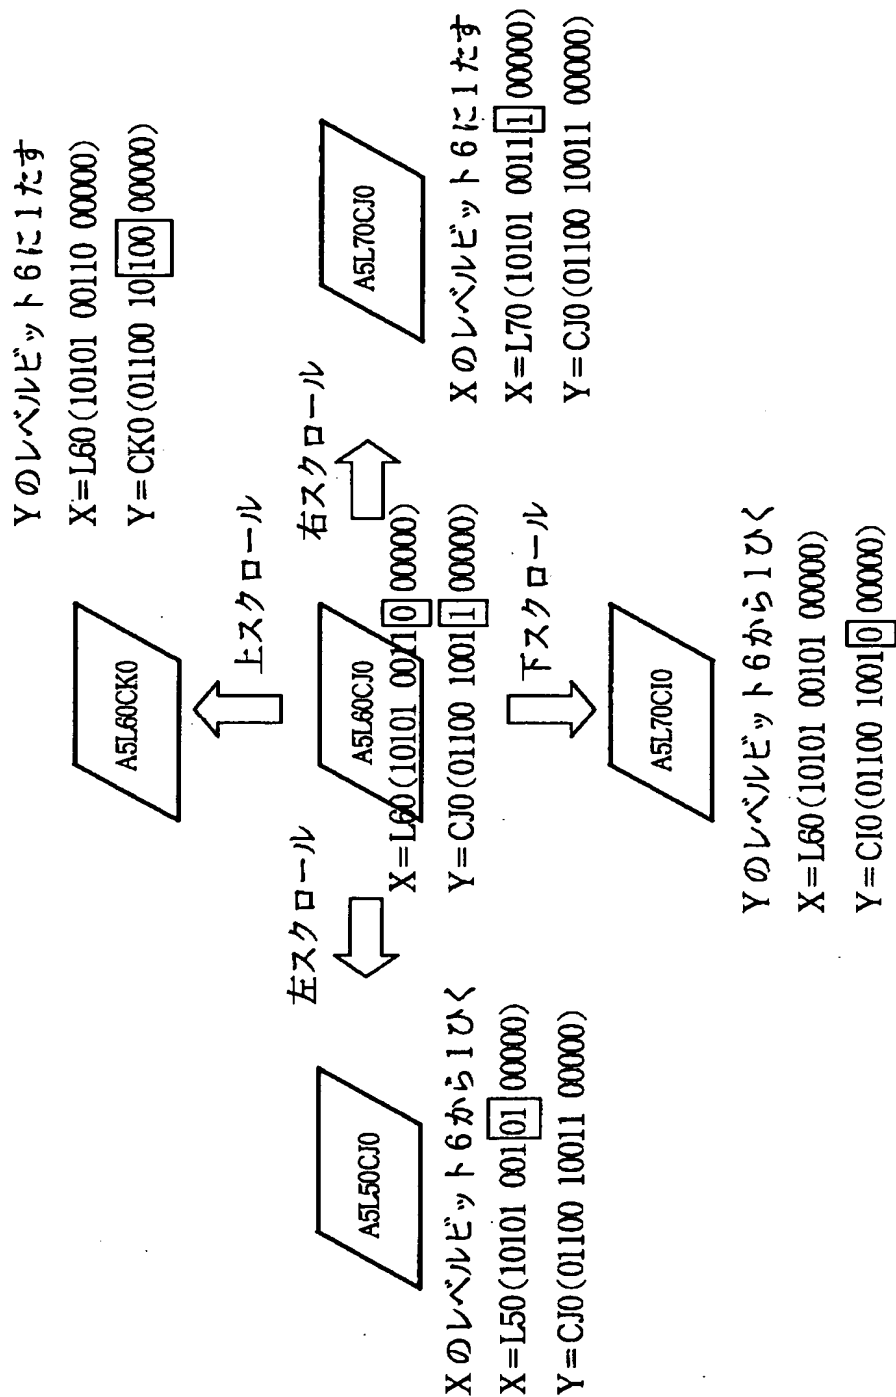 A5L60CK0
Yのレベルビット6に1たす
X=L60(10101 00110 00000)
Y=CK0(01100 10100 00000)
上スクロール
左スクロール
右スクロール
A5L50CJ0
Xのレベルビット6から1ひく
X=L50(10101 00101 00000)
Y=CJ0(01100 10011 00000)
A5L60CJ0
X=L60(10101 00110 00000)
Y=CJ0(01100 10011 00000)
A5L70CJ0
Xのレベルビット6に1たす
X=L70(10101 00111 00000)
Y=CJ0(01100 10011 00000)
下スクロール
A5L70CI0
Yのレベルビット6から1ひく
X=L60(10101 00101 00000)
Y=CI0(01100 10010 00000)